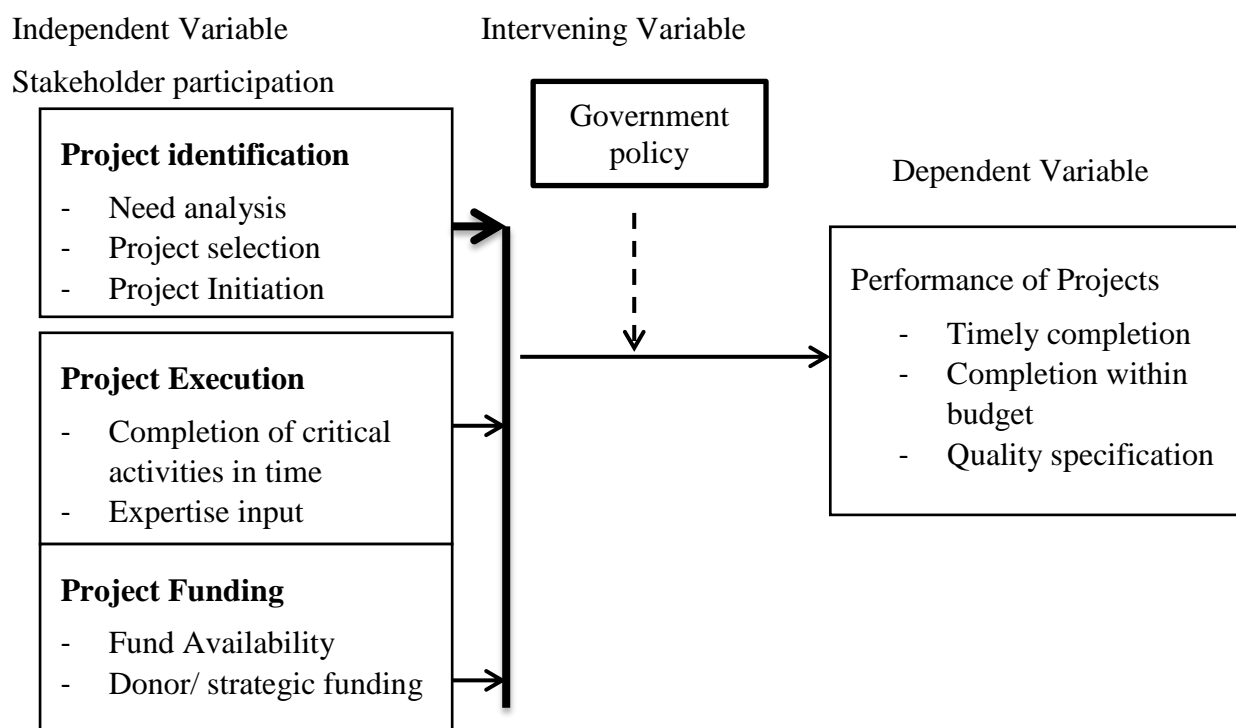 Independent Variable
Intervening Variable
Stakeholder participation
Project identification
- Need analysis
- Project selection
- Project Initiation
Project Execution
- Completion of critical
activities in time
- Expertise input
Project Funding
- Fund Availability
- Donor/ strategic funding
Government
policy
Dependent Variable
Performance of Projects
- Timely completion
- Completion within
budget
- Quality specification